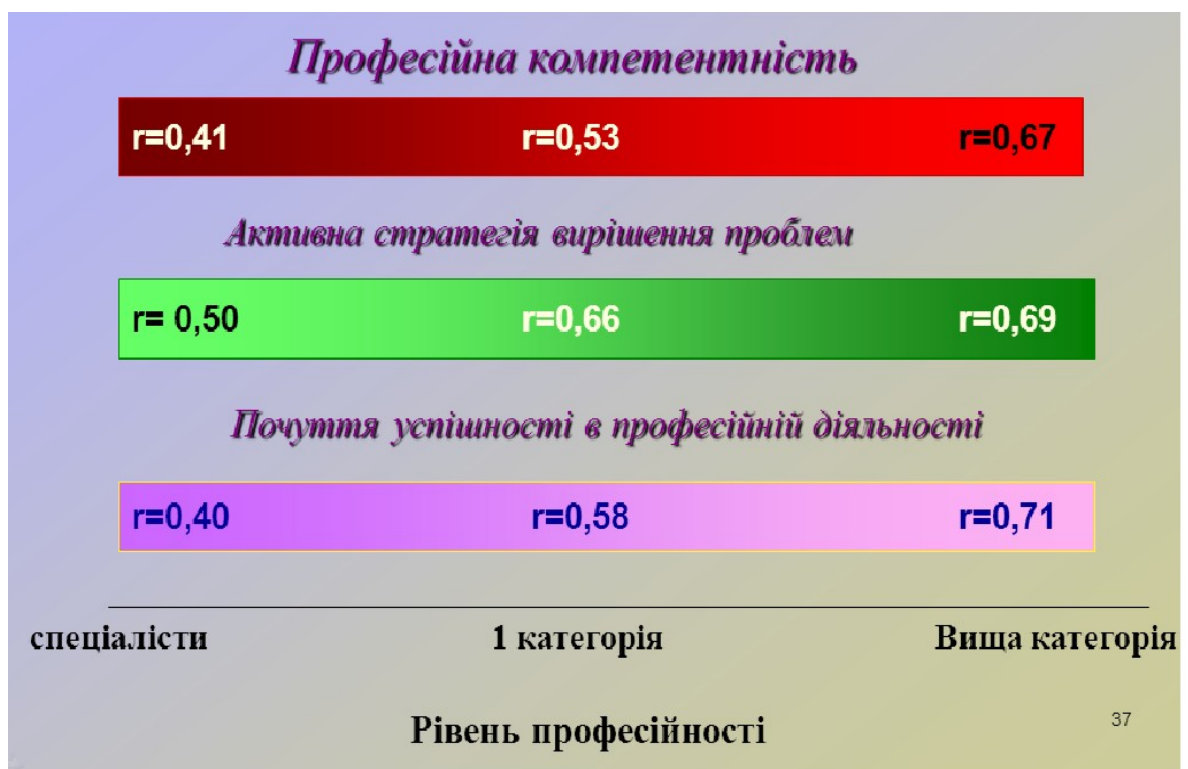 Професійна компетентність
r=0,41 r=0,53 r=0,67
Активна стратегія вирішення проблем
r= 0,50 r=0,66 r=0,69
Почуття успішності в професійній діяльності
r=0,40 r=0,58 r=0,71
спеціалісти 1 категорія Вища категорія
Рівень професійності
37